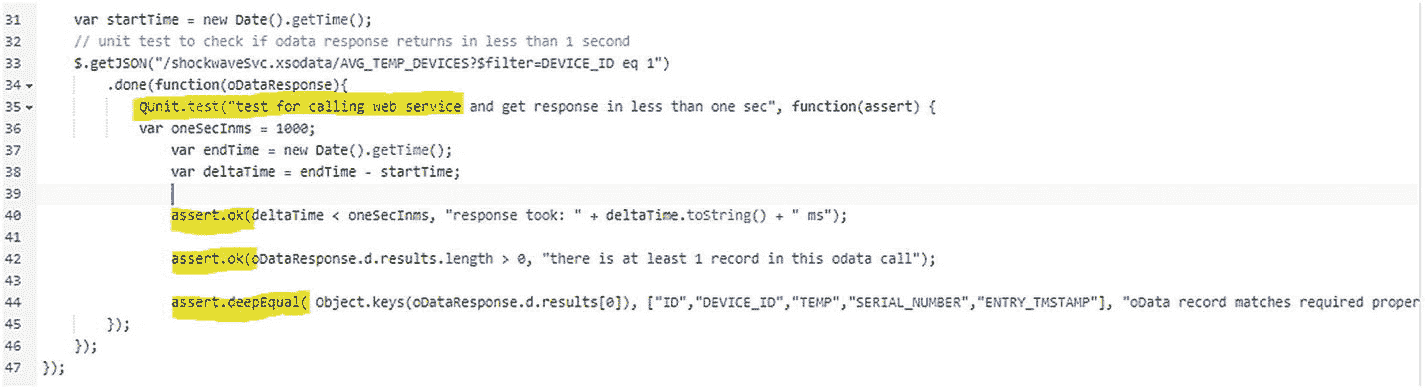 31 var startTime = new Date().getTime();
32 // unit test to check if odata response returns in less than 1 second
33 $.getJSON("/shockwaveSvc.xsodata/AVG_TEMP_DEVICES?$filter=DEVICE_ID eq 1")
34 .done(function(oDataResponse){
35 QUnit.test("test for calling web service and get response in less than one sec", function(assert) {
36 var oneSecInms = 1000;
37 var endTime = new Date().getTime();
38 var deltaTime = endTime - startTime;
39
40 assert.ok(deltaTime < oneSecInms, "response took: " + deltaTime.toString() + " ms");
41
42 assert.ok(oDataResponse.d.results.length > 0, "there is at least 1 record in this odata call");
43
44 assert.deepEqual( Object.keys(oDataResponse.d.results[0]), ["ID","DEVICE_ID","TEMP","SERIAL_NUMBER","ENTRY_TMSTAMP"], "oData record matches required proper
45 });
46 });
47 });